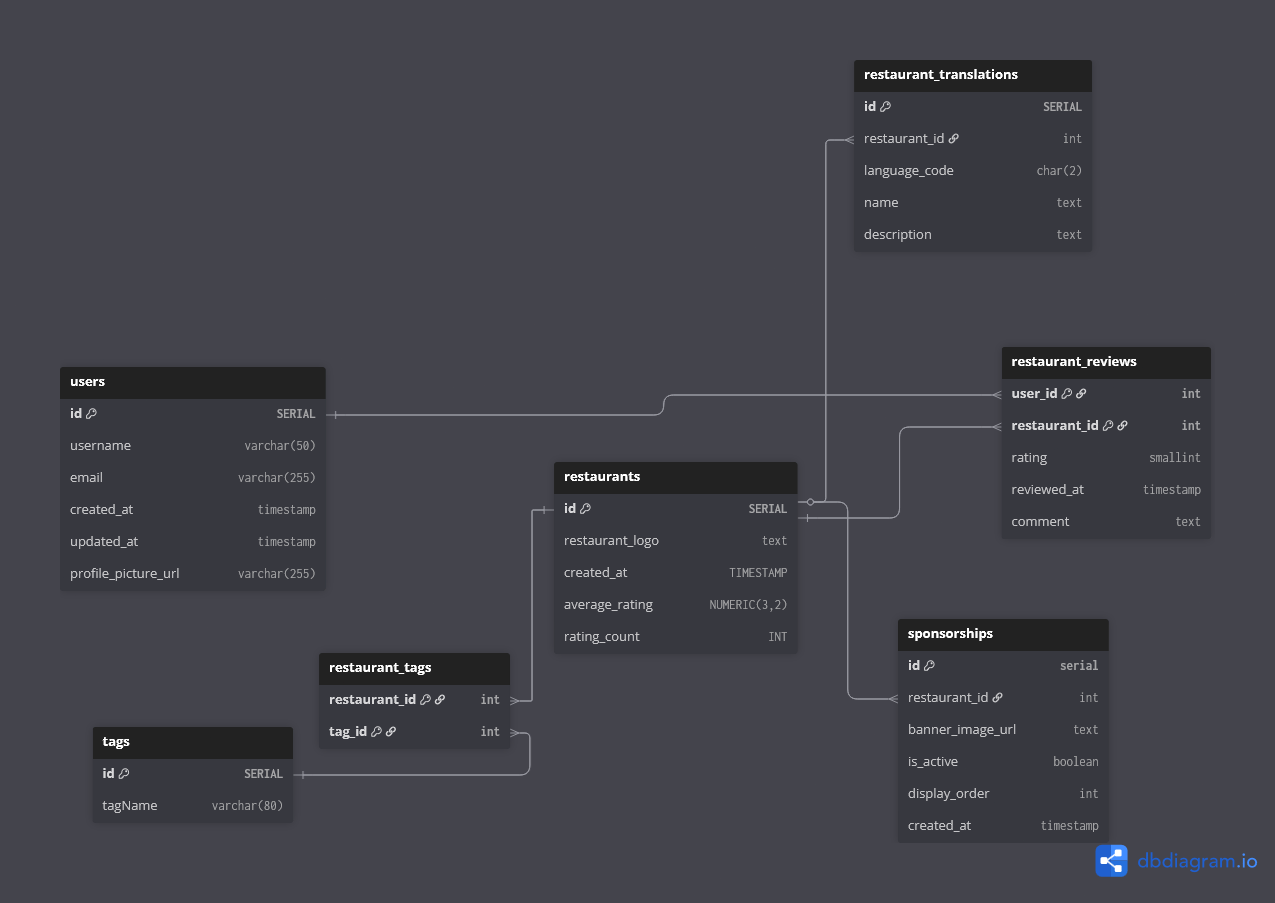 restaurant_translations
id SERIAL
restaurant_id int
language_code char(2)
name text
description text
users
id SERIAL
username varchar(50)
email varchar(255)
created_at timestamp
updated_at timestamp
profile_picture_url varchar(255)
restaurant_reviews
user_id int
restaurant_id int
rating smallint
reviewed_at timestamp
comment text
restaurants
id SERIAL
restaurant_logo text
created_at TIMESTAMP
average_rating NUMERIC(3,2)
rating_count INT
restaurant_tags
restaurant_id int
tag_id int
tags
id SERIAL
tagName varchar(80)
sponsorships
id serial
restaurant_id int
banner_image_url text
is_active boolean
display_order int
created_at timestamp
dbdiagram.io